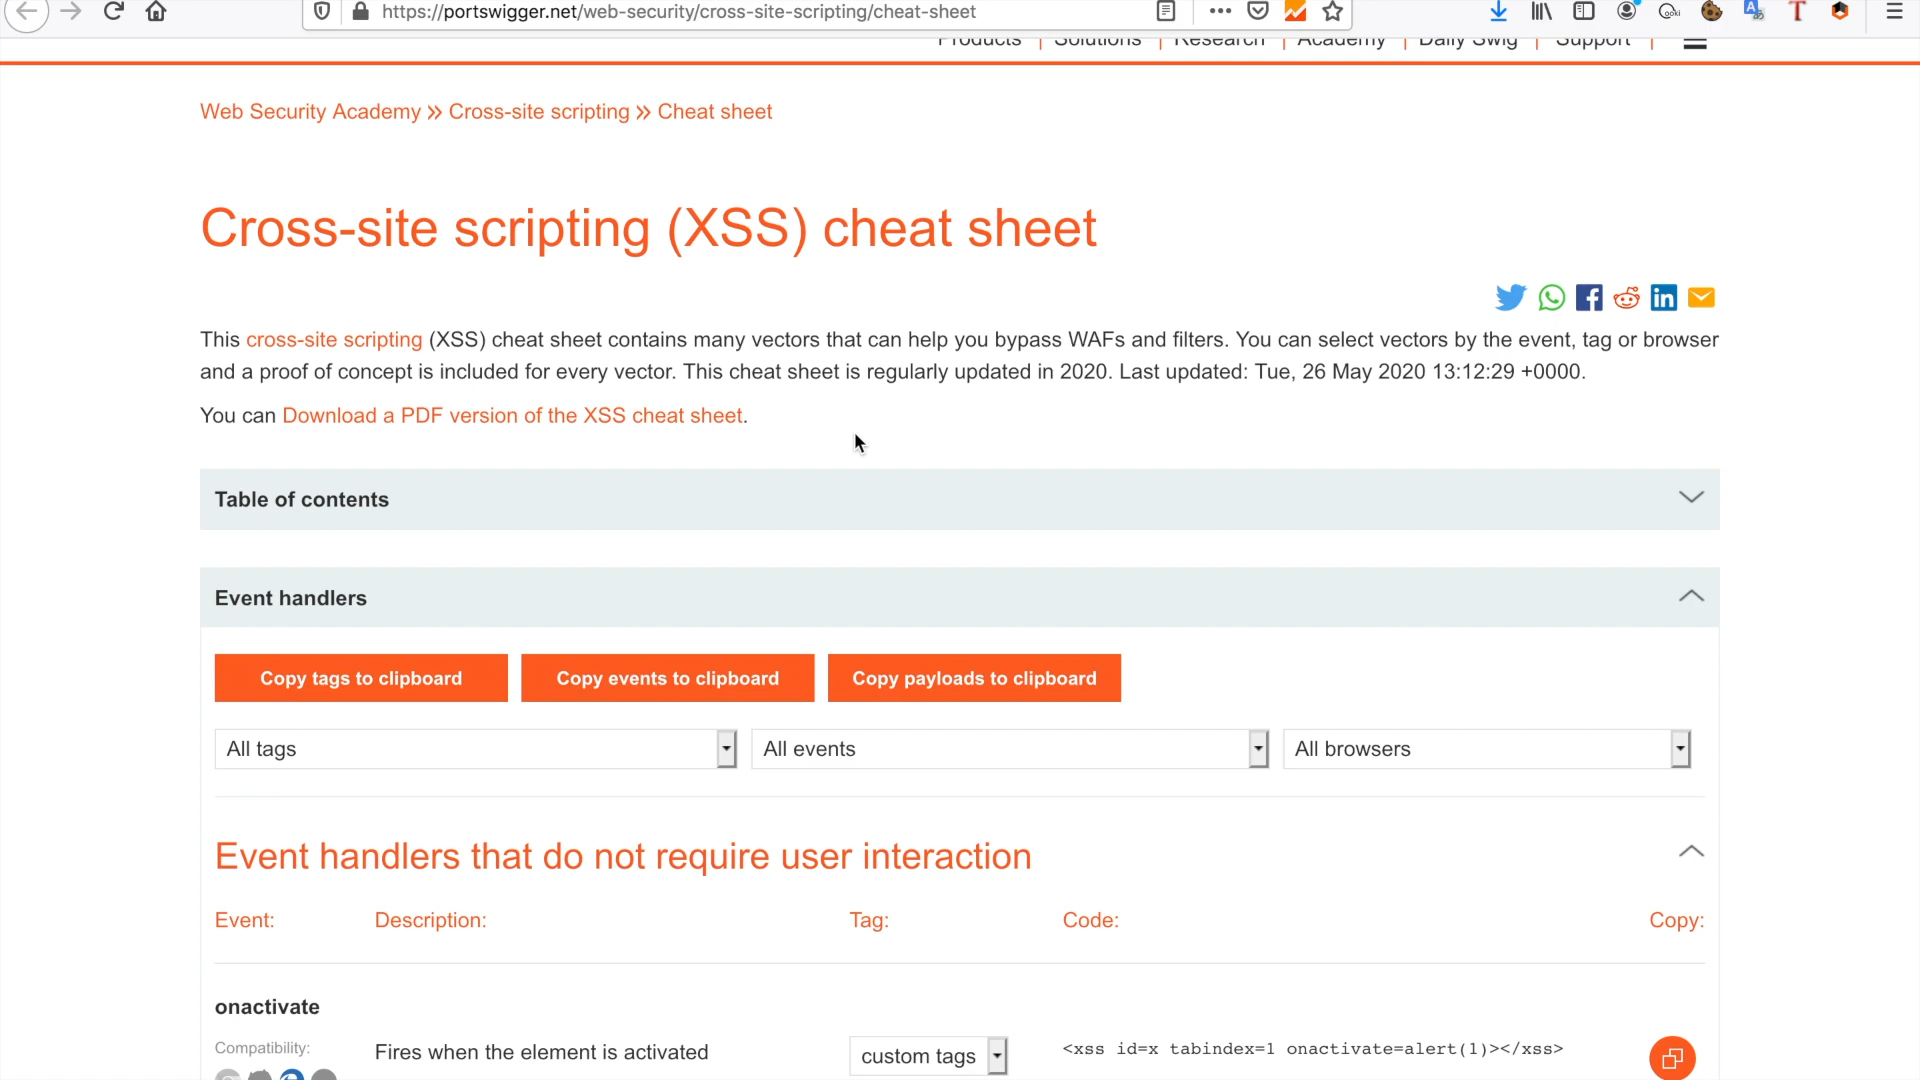 https://portswigger.net/web-security/cross-site-scripting/cheat-sheet
Products | Solutions | Research | Academy | Daily Swig | Support |
Web Security Academy » Cross-site scripting » Cheat sheet
Cross-site scripting (XSS) cheat sheet
This cross-site scripting (XSS) cheat sheet contains many vectors that can help you bypass WAFs and filters. You can select vectors by the event, tag or browser
and a proof of concept is included for every vector. This cheat sheet is regularly updated in 2020. Last updated: Tue, 26 May 2020 13:12:29 +0000.
You can Download a PDF version of the XSS cheat sheet.
Table of contents
Event handlers
Copy tags to clipboard Copy events to clipboard Copy payloads to clipboard
All tags All events All browsers
Event handlers that do not require user interaction
Event: Description: Tag: Code: Copy:
onactivate
Compatibility:
Fires when the element is activated custom tags <xss id=x tabindex=1 onactivate=alert(1)></xss>